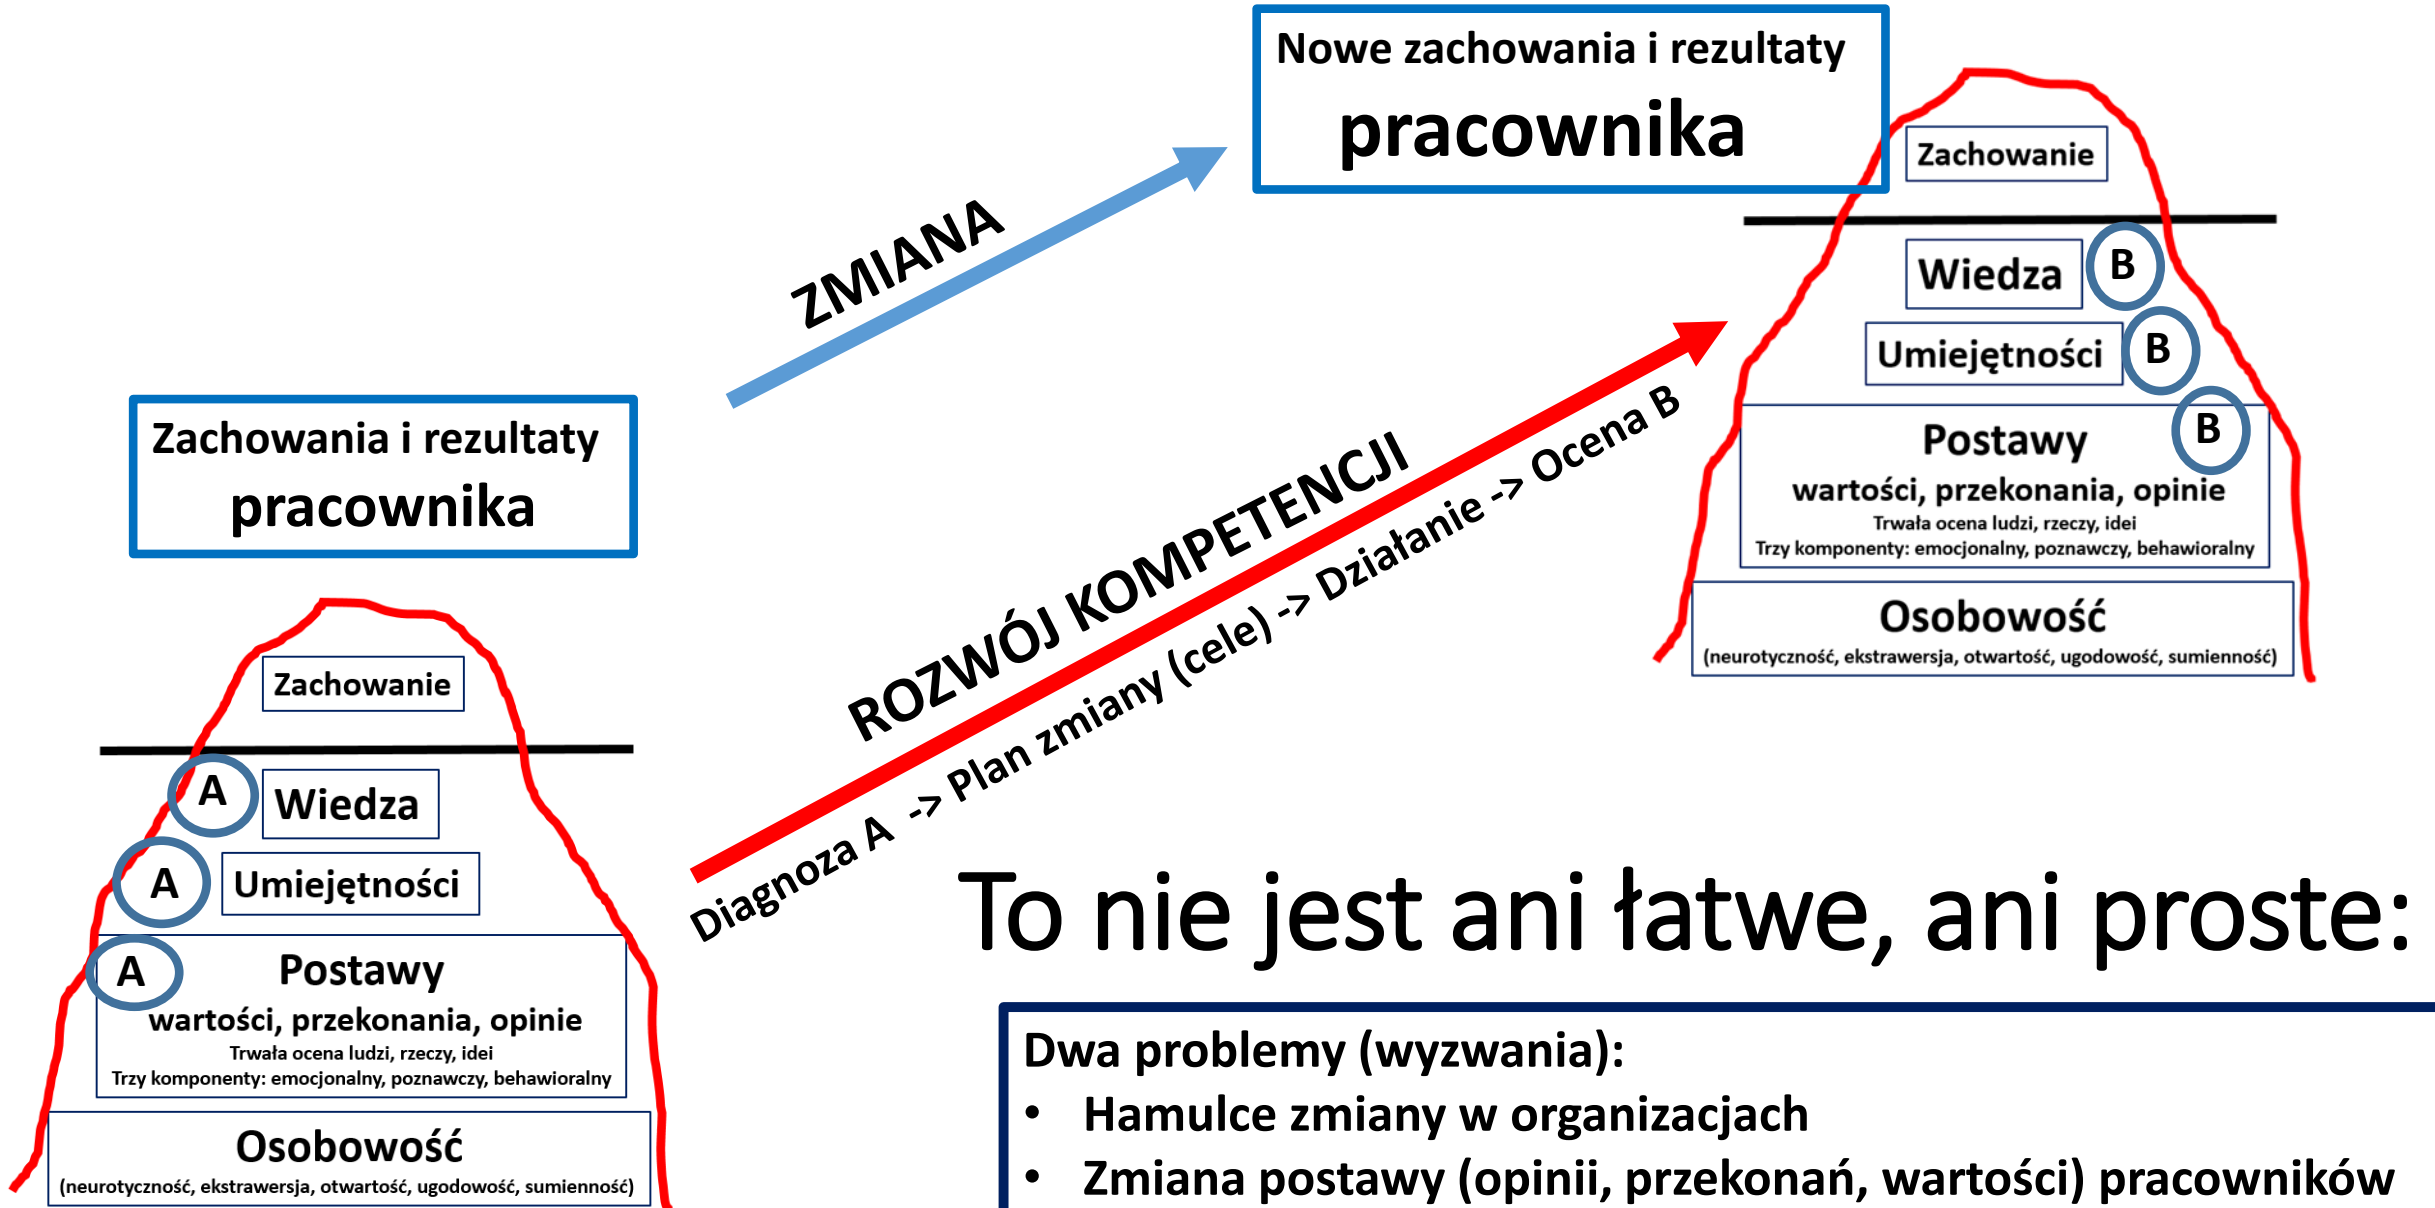 Nowe zachowania i rezultaty
pracownika
Zachowanie
Wiedza
B
Umiejętności
B
Postawy
B
wartości, przekonania, opinie
Trwała ocena ludzi, rzeczy, idei
Trzy komponenty: emocjonalny, poznawczy, behawioralny
Osobowość
(neurotyczność, ekstrawersja, otwartość, ugodowość, sumienność)
ZMIANA
ROZWÓJ KOMPETENCJI
Diagnoza A -> Plan zmiany (cele) -> Działanie -> Ocena B
Zachowania i rezultaty
pracownika
Zachowanie
A
Wiedza
A
Umiejętności
A
Postawy
wartości, przekonania, opinie
Trwała ocena ludzi, rzeczy, idei
Trzy komponenty: emocjonalny, poznawczy, behawioralny
Osobowość
(neurotyczność, ekstrawersja, otwartość, ugodowość, sumienność)
To nie jest ani łatwe, ani proste:
Dwa problemy (wyzwania):
• Hamulce zmiany w organizacjach
• Zmiana postawy (opinii, przekonań, wartości) pracowników